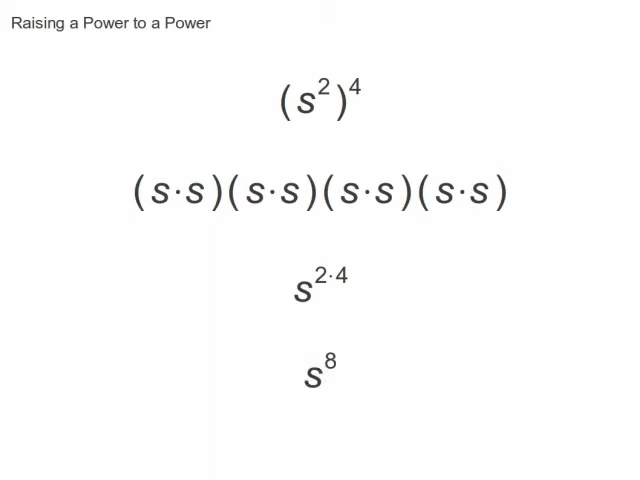 Raising a Power to a Power
(s²)⁴
(s·s)(s·s)(s·s)(s·s)
s²·⁴
s⁸